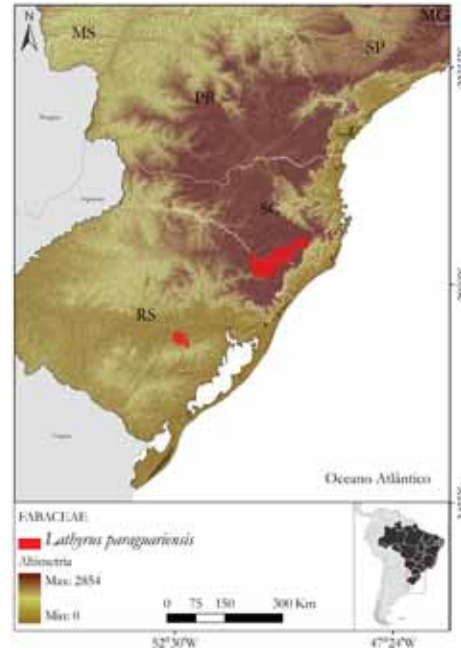 N
MS
MG
SP
PR
SC
RS
Oceano Atlântico
FABACEAE
Lathyrus paraguariensis
Altimetria
Max: 2854
Min: 0
0 75 150 300 Km
52°30'W 47°24'W